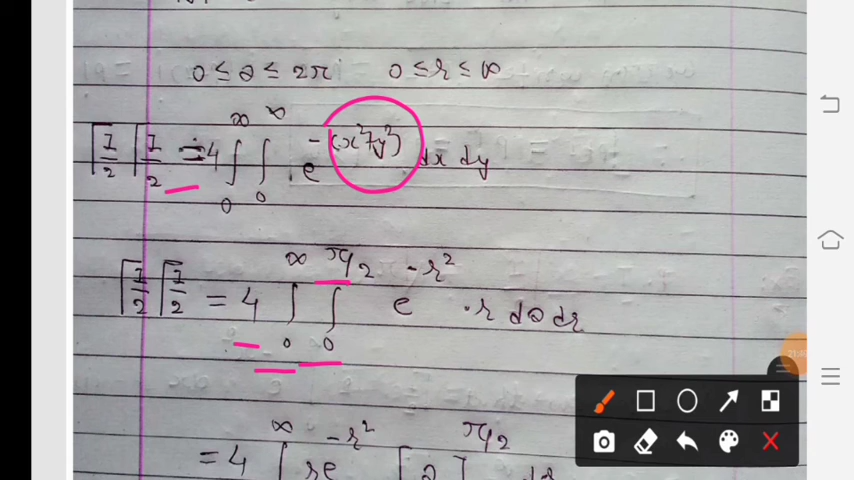 0 ≤ θ ≤ 2π 0 ≤ r ≤ ∞
Γ1/2 Γ1/2 = 4 ∫₀^∞ ∫₀^∞ e^-(x²+y²) dx dy
Γ1/2 Γ1/2 = 4 ∫₀^∞ ∫₀^π/2 e^-r² · r dθ dr
= 4 ∫^∞ re^-r² [θ]^π/2 dr